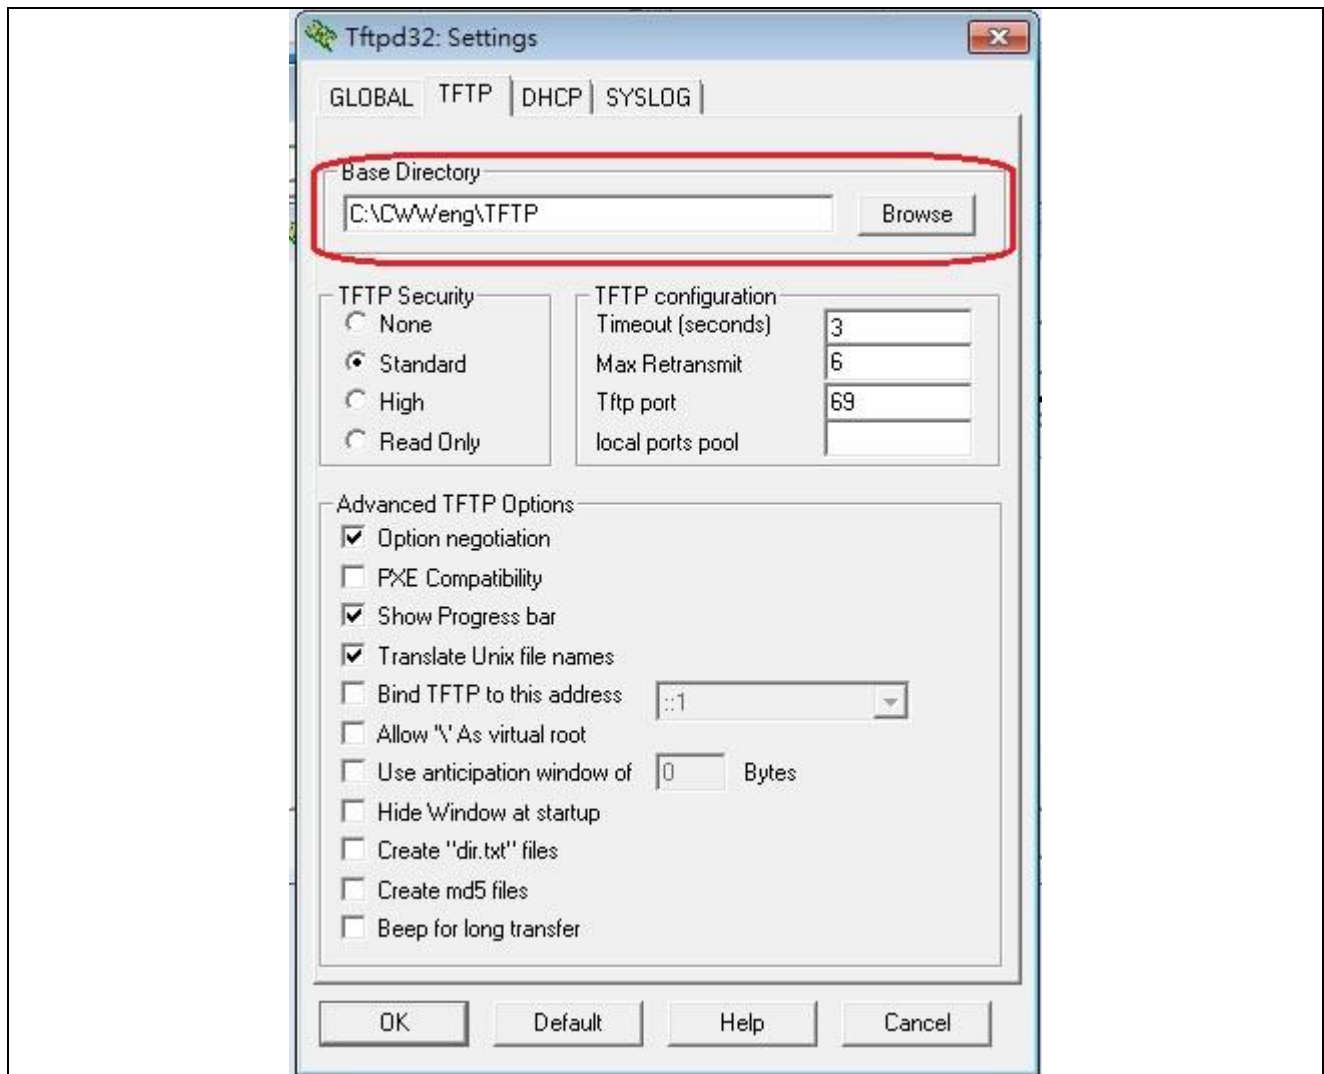 Tftpd32: Settings
GLOBAL TFTP DHCP SYSLOG
Base Directory
C:\CWWeng\TFTP Browse
TFTP Security TFTP configuration
None Timeout (seconds) 3
Standard Max Retransmit 6
High Tftp port 69
Read Only local ports pool
Advanced TFTP Options
Option negotiation
PXE Compatibility
Show Progress bar
Translate Unix file names
Bind TFTP to this address ::1
Allow '\' As virtual root
Use anticipation window of 0 Bytes
Hide Window at startup
Create "dir.txt" files
Create md5 files
Beep for long transfer
OK Default Help Cancel